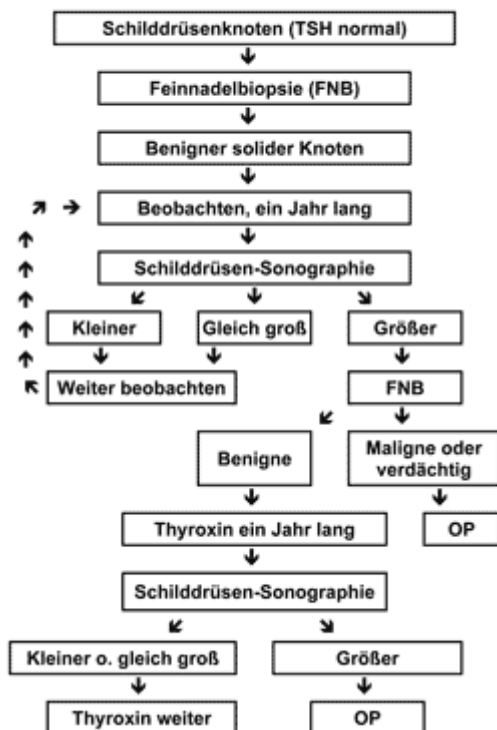 Schilddrüsenknoten (TSH normal)
Feinnadelbiopsie (FNB)
Benigner solider Knoten
Beobachten, ein Jahr lang
Schilddrüsen-Sonographie
Kleiner
Gleich groß
Größer
Weiter beobachten
FNB
Benigne
Maligne oder
verdächtig
Thyroxin ein Jahr lang
OP
Schilddrüsen-Sonographie
Kleiner o. gleich groß
Größer
Thyroxin weiter
OP